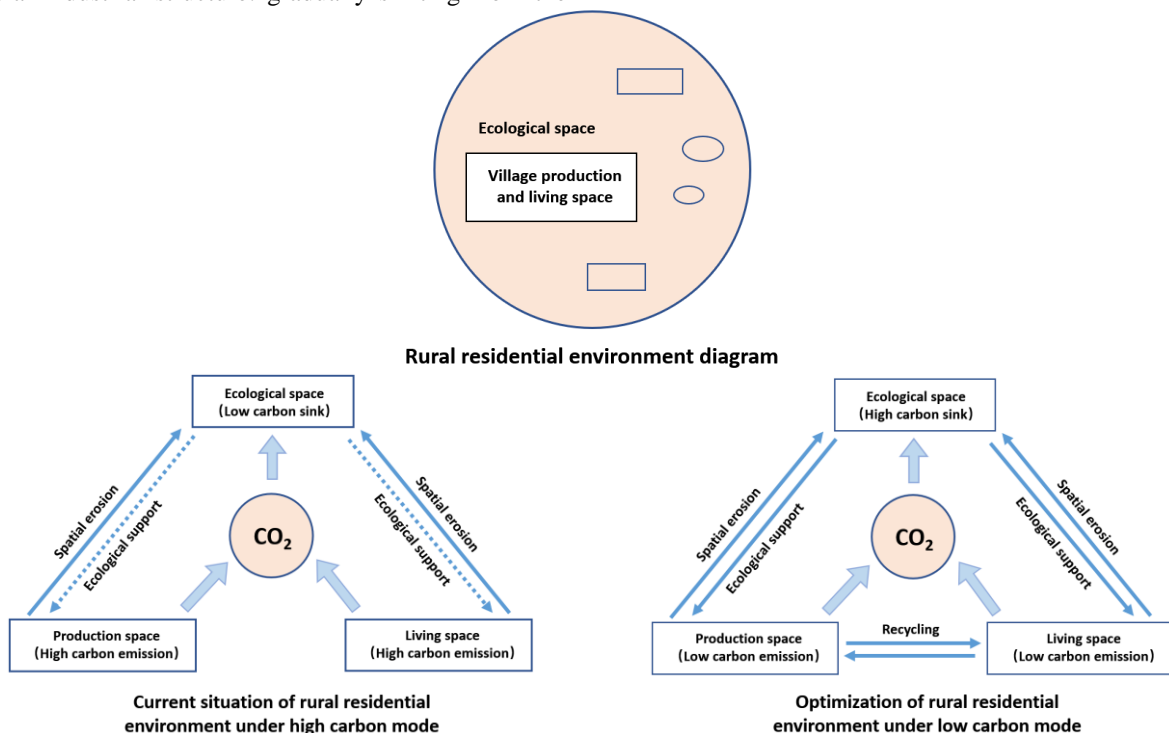 Ecological space
Village production
and living space
Rural residential environment diagram
Ecological space
(Low carbon sink)
Spatial erosion
Ecological support
Ecological support
Spatial erosion
CO₂
Production space
(High carbon emission)
Living space
(High carbon emission)
Current situation of rural residential
environment under high carbon mode
Ecological space
(High carbon sink)
Spatial erosion
Ecological support
Ecological support
Spatial erosion
CO₂
Production space
(Low carbon emission)
Recycling
Living space
(Low carbon emission)
Optimization of rural residential
environment under low carbon mode